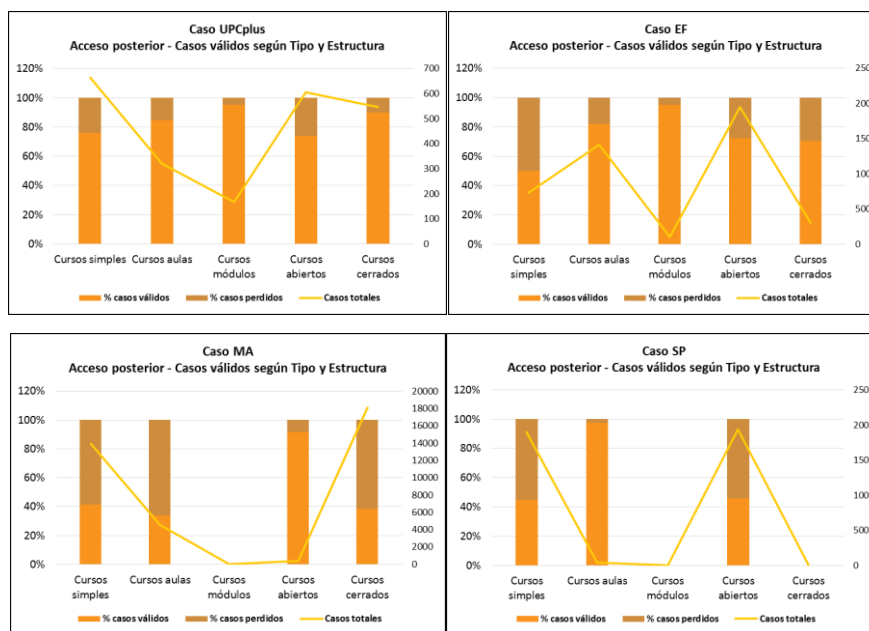 Caso UPCplus
Acceso posterior - Casos válidos según Tipo y Estructura
120%
100%
80%
60%
40%
20%
0%
700
600
500
400
300
200
100
0
Cursos simples
Cursos aulas
Cursos módulos
Cursos abiertos
Cursos cerrados
% casos válidos
% casos perdidos
Casos totales
Caso EF
Acceso posterior - Casos válidos según Tipo y Estructura
120%
100%
80%
60%
40%
20%
0%
500
0
Cursos simples
Cursos aulas
Cursos módulos
Cursos abiertos
Cursos cerrados
% casos válidos
% casos perdidos
Casos totales
Caso MA
Acceso posterior - Casos válidos según Tipo y Estructura
120%
100%
80%
60%
40%
20%
0%
20000
18000
16000
14000
12000
10000
8000
6000
4000
2000
0
Cursos simples
Cursos aulas
Cursos módulos
Cursos abiertos
Cursos cerrados
% casos válidos
% casos perdidos
Casos totales
Caso SP
Acceso posterior - Casos válidos según Tipo y Estructura
120%
100%
80%
60%
40%
20%
0%
500
0
Cursos simples
Cursos aulas
Cursos módulos
Cursos abiertos
Cursos cerrados
% casos válidos
% casos perdidos
Casos totales